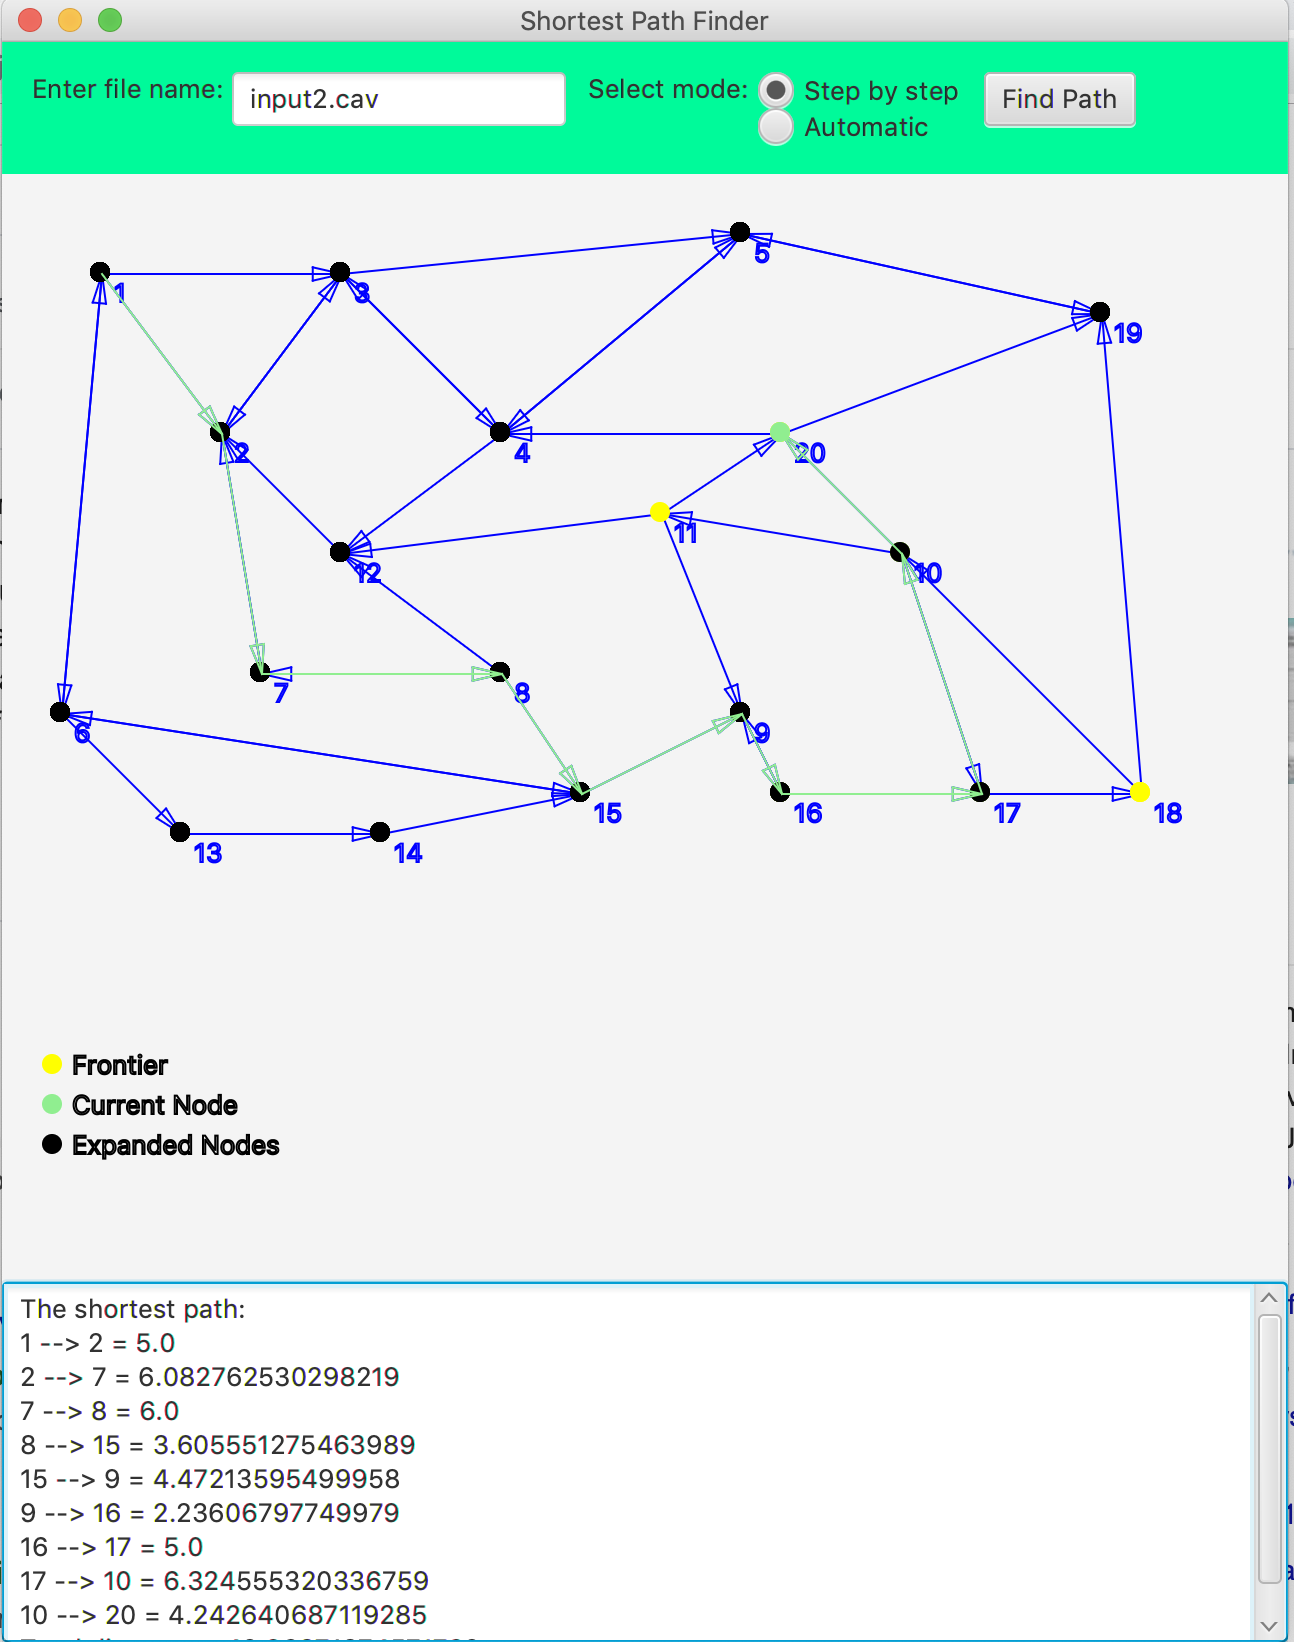 Shortest Path Finder
Enter file name: input2.cav Select mode: Step by step Find Path
Automatic
5
1
3
19
2
4
20
11
12
10
7
8
6
9
15
16
17
18
13
14
Frontier
Current Node
Expanded Nodes
The shortest path:
1 --> 2 = 5.0
2 --> 7 = 6.082762530298219
7 --> 8 = 6.0
8 --> 15 = 3.605551275463989
15 --> 9 = 4.47213595499958
9 --> 16 = 2.23606797749979
16 --> 17 = 5.0
17 --> 10 = 6.324555320336759
10 --> 20 = 4.242640687119285